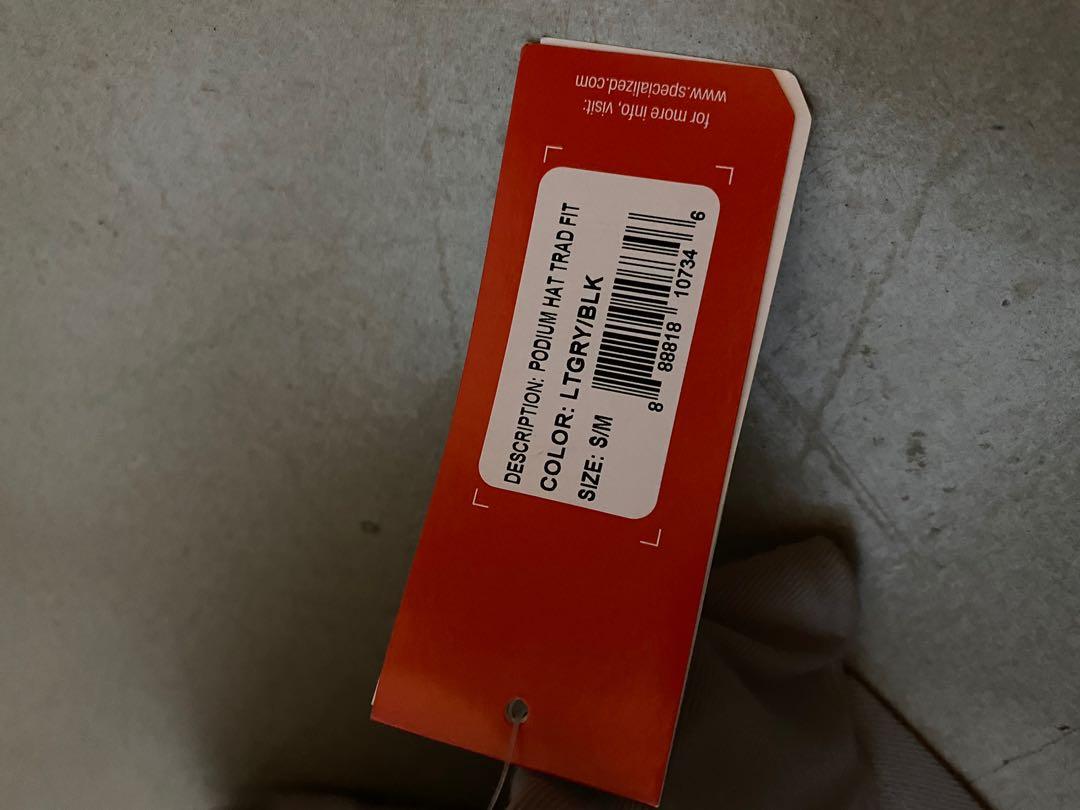 for more info, visit:
www.specialized.com
DESCRIPTION: PODIUM HAT TRAD FIT
COLOR: LTGRY/BLK
SIZE: S/M
8 88818 10734 6